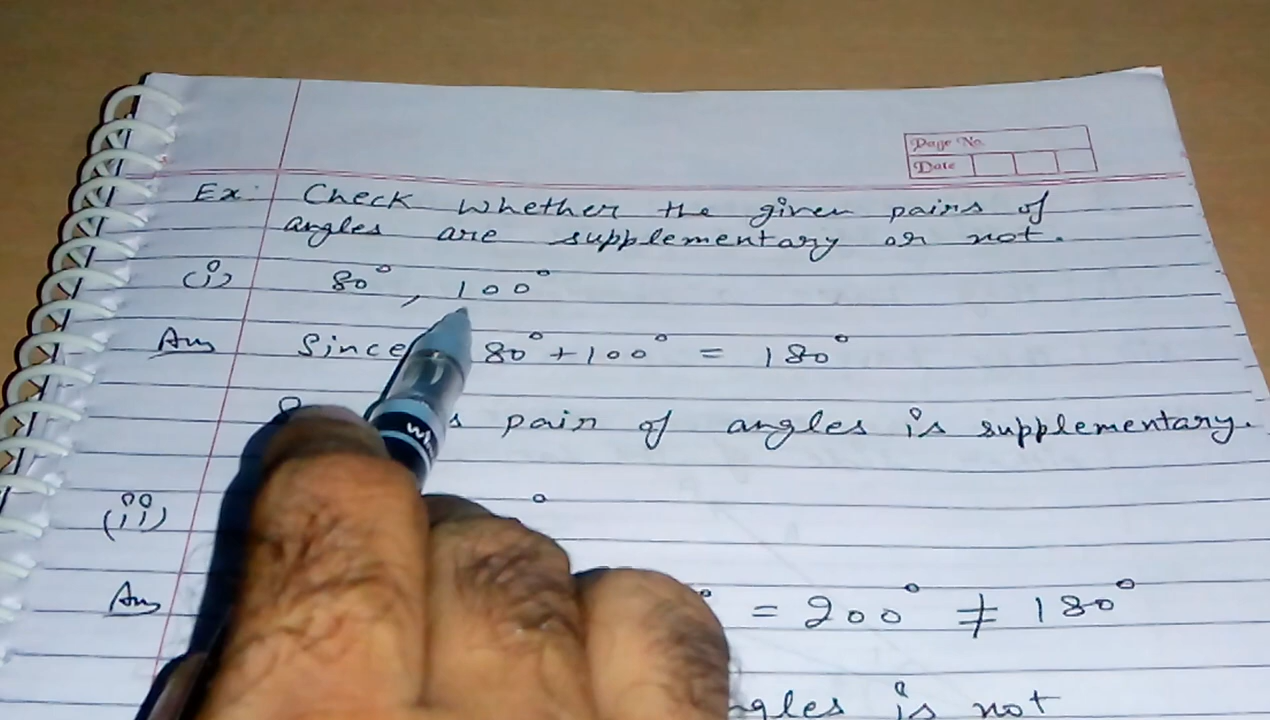 Page No.
Date
Ex: Check whether the given pairs of
angles are supplementary or not.
(i) 80°, 100°
Ans Since 80° + 100° = 180°
pair of angles is supplementary.
(ii) °
Ans ° = 200° ≠ 180°
is not